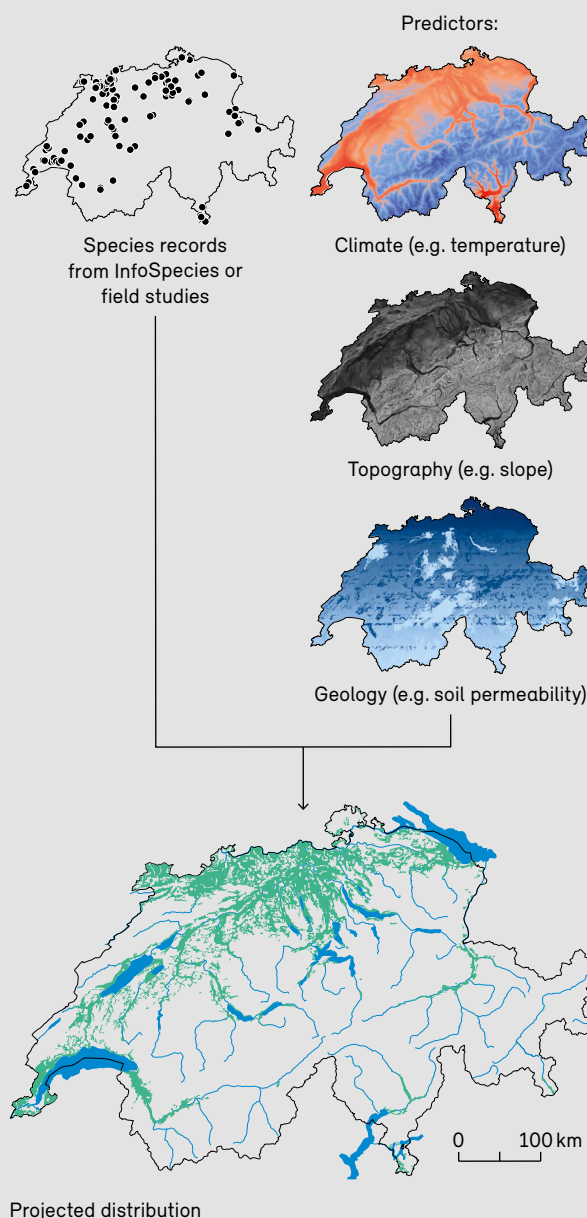 Predictors:
Species records
from InfoSpecies or
field studies
Climate (e.g. temperature)
Topography (e.g. slope)
Geology (e.g. soil permeability)
0 100 km
Projected distribution